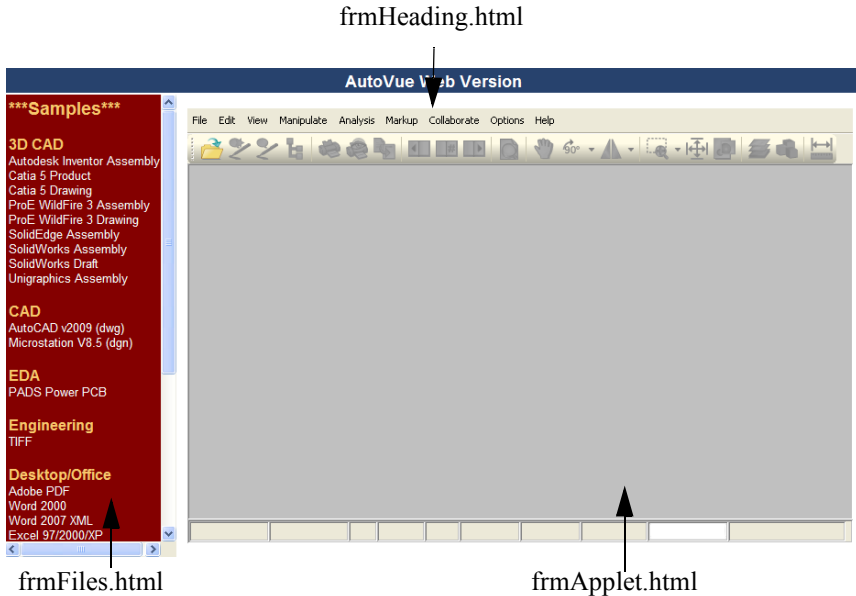 frmHeading.html
AutoVue Web Version
***Samples***
3D CAD
Autodesk Inventor Assembly
Catia 5 Product
Catia 5 Drawing
ProE WildFire 3 Assembly
ProE WildFire 3 Drawing
SolidEdge Assembly
SolidWorks Assembly
SolidWorks Draft
Unigraphics Assembly
CAD
AutoCAD v2009 (dwg)
Microstation V8.5 (dgn)
EDA
PADS Power PCB
Engineering
TIFF
Desktop/Office
Adobe PDF
Word 2000
Word 2007 XML
Excel 97/2000/XP
File Edit View Manipulate Analysis Markup Collaborate Options Help
90°
frmFiles.html
frmApplet.html